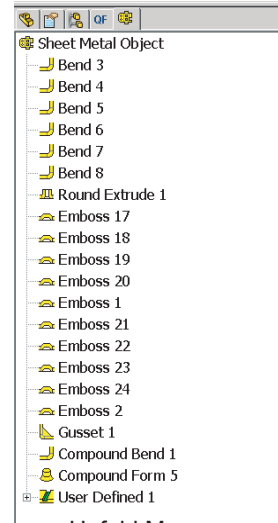 QF
Sheet Metal Object
Bend 3
Bend 4
Bend 5
Bend 6
Bend 7
Bend 8
Round Extrude 1
Emboss 17
Emboss 18
Emboss 19
Emboss 20
Emboss 1
Emboss 21
Emboss 22
Emboss 23
Emboss 24
Emboss 2
Gusset 1
Compound Bend 1
Compound Form 5
User Defined 1